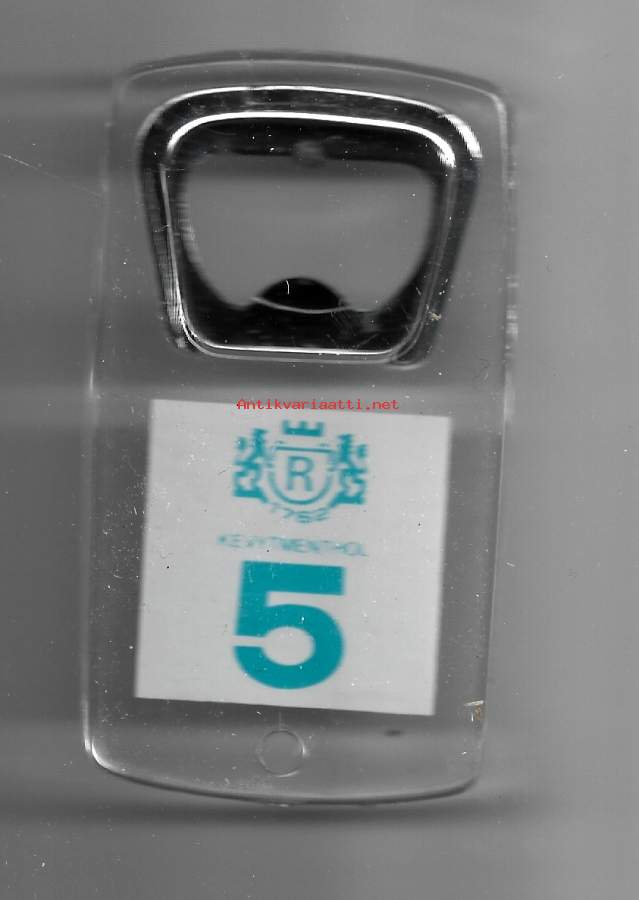 Antikvariaatti.net
R
1762
KEVYTMENTHOL
5